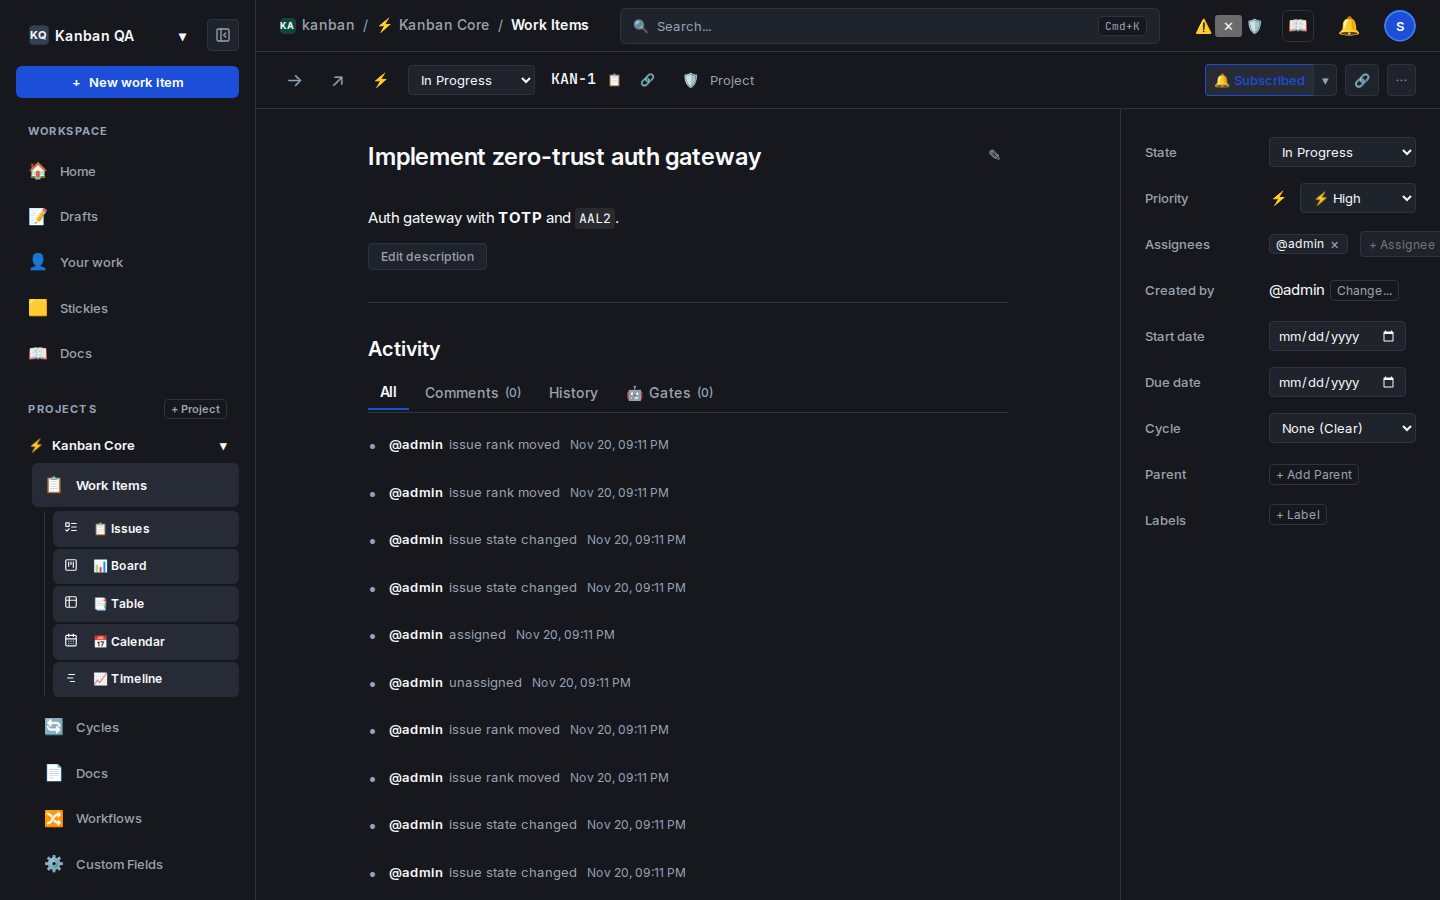 KQ Kanban QA ▾
+ New work item
WORKSPACE
Home
Drafts
Your work
Stickies
Docs
PROJECTS + Project
Kanban Core ▾
Work Items
Issues
Board
Table
Calendar
Timeline
Cycles
Docs
Workflows
Custom Fields
KA kanban / ⚡ Kanban Core / Work Items
Search... Cmd+K
S
In Progress KAN-1 Project
Subscribed ▾ ...
Implement zero-trust auth gateway
Auth gateway with TOTP and AAL2.
Edit description
Activity
All Comments (0) History Gates (0)
@admin issue rank moved Nov 20, 09:11 PM
@admin issue rank moved Nov 20, 09:11 PM
@admin issue state changed Nov 20, 09:11 PM
@admin issue state changed Nov 20, 09:11 PM
@admin assigned Nov 20, 09:11 PM
@admin unassigned Nov 20, 09:11 PM
@admin issue rank moved Nov 20, 09:11 PM
@admin issue rank moved Nov 20, 09:11 PM
@admin issue state changed Nov 20, 09:11 PM
@admin issue state changed Nov 20, 09:11 PM
State In Progress
Priority ⚡ ⚡ High
Assignees @admin × + Assignee
Created by @admin Change...
Start date mm/dd/yyyy
Due date mm/dd/yyyy
Cycle None (Clear)
Parent + Add Parent
Labels + Label